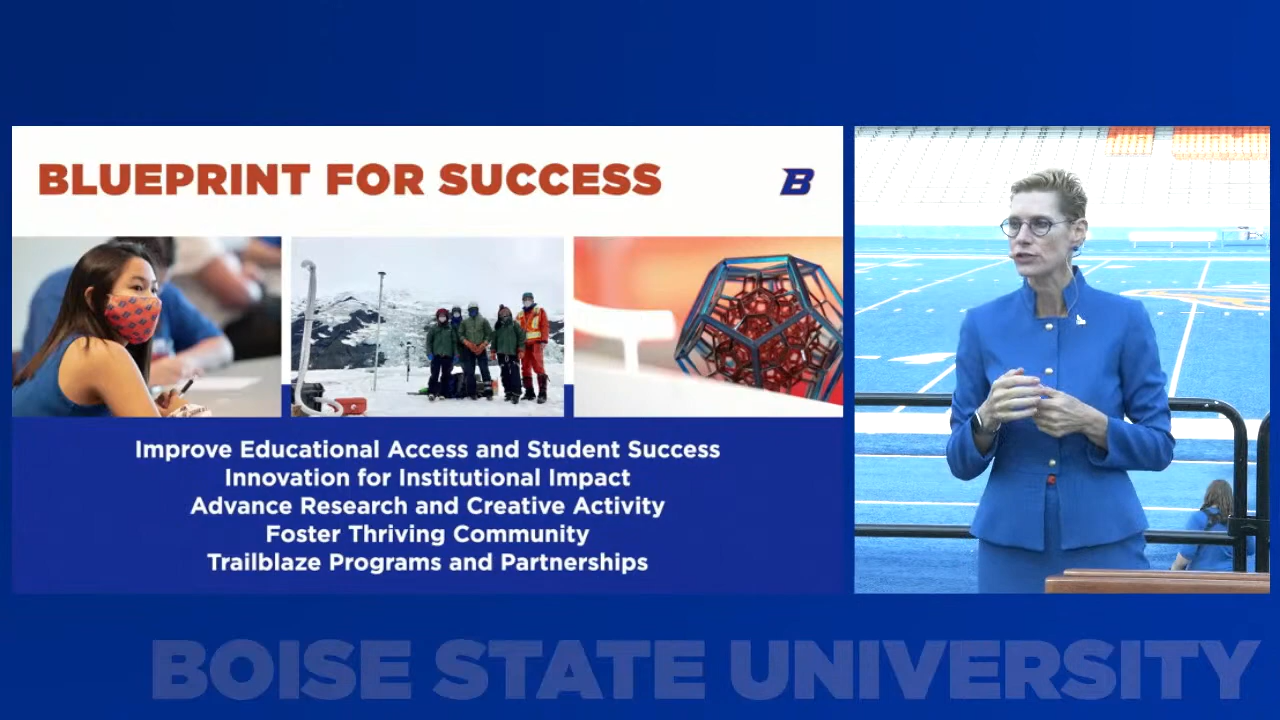 BLUEPRINT FOR SUCCESS
B
Improve Educational Access and Student Success
Innovation for Institutional Impact
Advance Research and Creative Activity
Foster Thriving Community
Trailblaze Programs and Partnerships
BOISE STATE UNIVERSITY